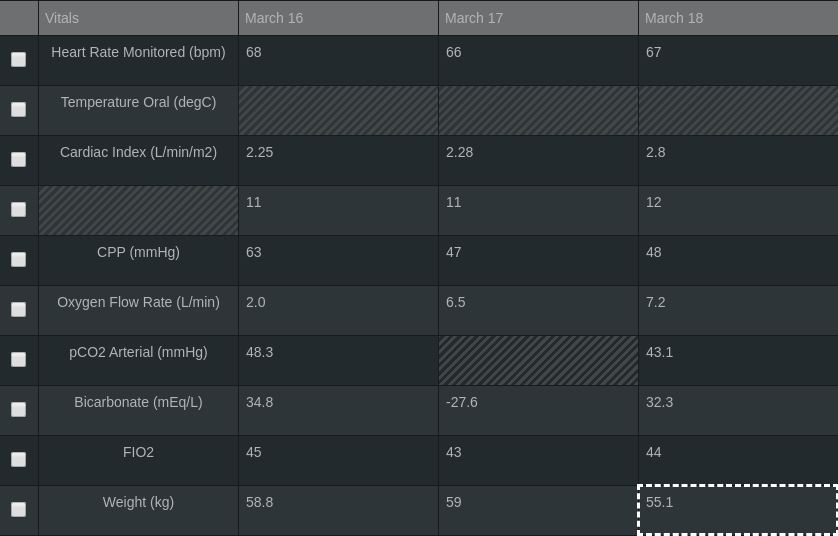 Vitals March 16 March 17 March 18
Heart Rate Monitored (bpm) 68 66 67
Temperature Oral (degC)
Cardiac Index (L/min/m2) 2.25 2.28 2.8
11 11 12
CPP (mmHg) 63 47 48
Oxygen Flow Rate (L/min) 2.0 6.5 7.2
pCO2 Arterial (mmHg) 48.3 43.1
Bicarbonate (mEq/L) 34.8 -27.6 32.3
FIO2 45 43 44
Weight (kg) 58.8 59 55.1